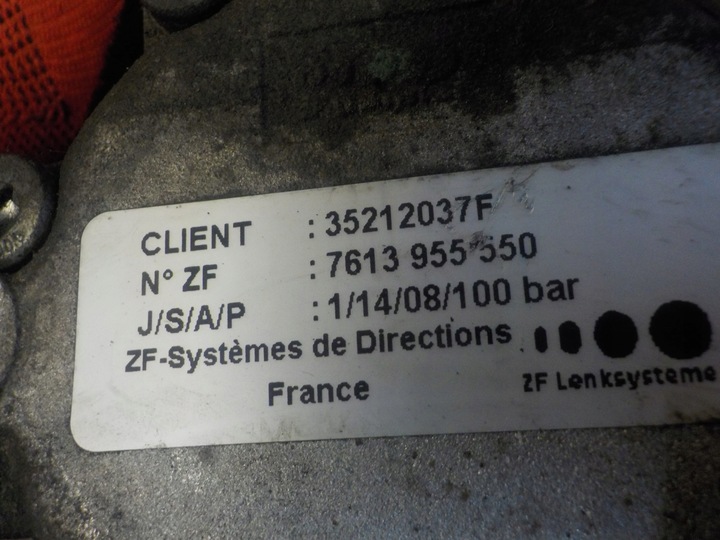 CLIENT : 35212037F
N° ZF : 7613 955 550
J/S/A/P : 1/14/08/100 bar
ZF-Systèmes de Directions
France
ZF Lenksysteme